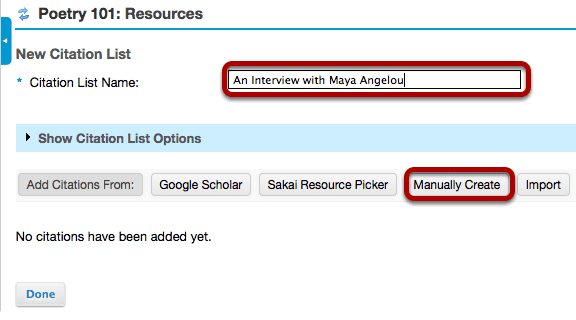 Poetry 101: Resources
New Citation List
* Citation List Name: An Interview with Maya Angelou
Show Citation List Options
Add Citations From: Google Scholar Sakai Resource Picker Manually Create Import
No citations have been added yet.
Done